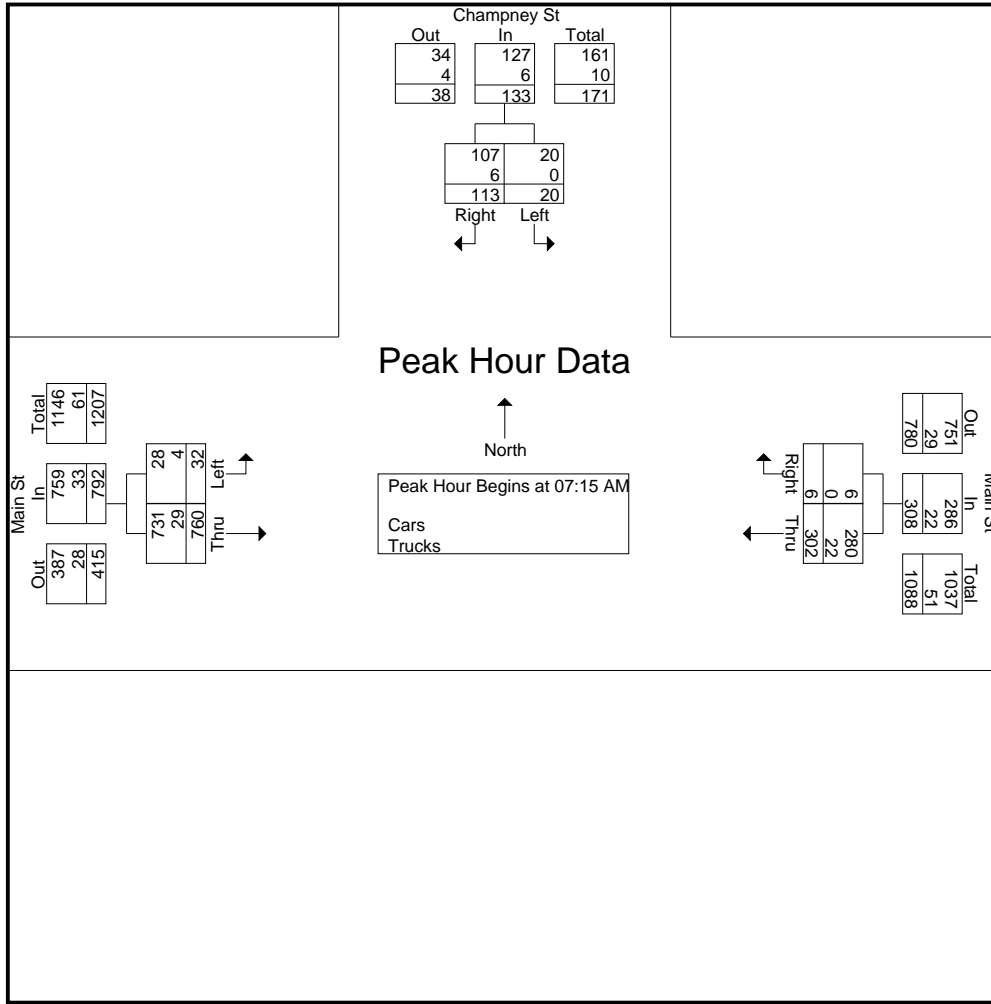 Champney St
Out In Total
34 127 161
4 6 10
38 133 171
107 20
6 0
113 20
Right Left
Peak Hour Data
North
Peak Hour Begins at 07:15 AM
Cars
Trucks
Main St
Total
1146
61
1207
In
759
33
792
Out
387
28
415
28
4
32
Left
731
29
760
Thru
Right
6
0
6
Thru
280
22
302
Out
751
29
780
Main St
In
286
22
308
Total
1037
51
1088